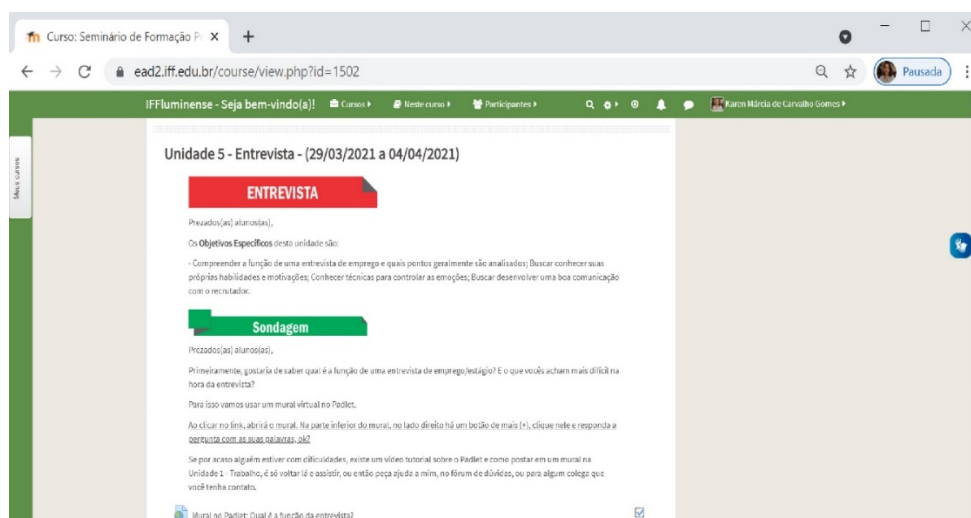 Curso: Seminário de Formação P
ead2.iff.edu.br/course/view.php?id=1502
Pausada
IFFluminense - Seja bem-vindo(a)! Cursos Neste curso Participantes Karen Márcia de Carvalho Gomes
Meus cursos
Unidade 5 - Entrevista - (29/03/2021 a 04/04/2021)
ENTREVISTA
Prezados(as) alunos(as),
Os Objetivos Específicos desta unidade são:
- Compreender a função de uma entrevista de emprego e quais pontos geralmente são analisados; Buscar conhecer suas
próprias habilidades e motivações; Conhecer técnicas para controlar as emoções; Buscar desenvolver uma boa comunicação
com o recrutador.
Sondagem
Prezados(as) alunos(as),
Primeiramente, gostaria de saber qual é a função de uma entrevista de emprego/estágio? E o que vocês acham mais difícil na
hora da entrevista?
Para isso vamos usar um mural virtual no Padlet.
Ao clicar no link, abrirá o mural. Na parte inferior do mural, no lado direito há um botão de mais (+), clique nele e responda a
pergunta com as suas palavras, ok?
Se por acaso alguém estiver com dificuldades, existe um vídeo tutorial sobre o Padlet e como postar em um mural na
Unidade 1 - Trabalho, é só voltar lá e assistir, ou então peça ajuda a mim, no fórum de dúvidas, ou para algum colega que
você tenha contato.
Mural no Padlet: Qual é a função da entrevista?